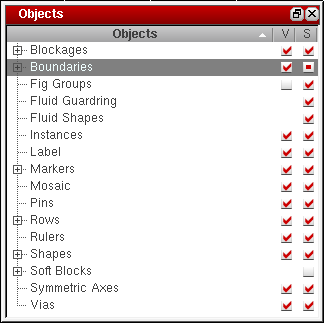 Objects
Objects V S
Blockages
Boundaries
Fig Groups
Fluid Guardring
Fluid Shapes
Instances
Label
Markers
Mosaic
Pins
Rows
Rulers
Shapes
Soft Blocks
Symmetric Axes
Vias